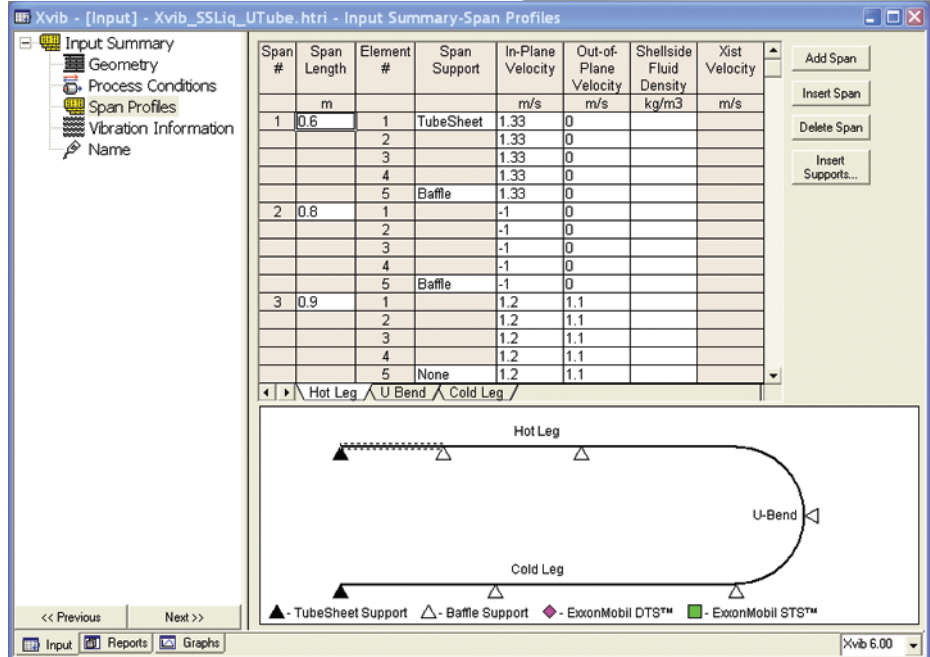 Xvib - [Input] - Xvib_SSLiq_UTube.htri - Input Summary-Span Profiles
Input Summary
Geometry
Process Conditions
Span Profiles
Vibration Information
Name
Span # Span Length Element # Span Support In-Plane Velocity Out-of-Plane Velocity Shellside Fluid Density Xist Velocity
m m/s m/s kg/m3 m/s
1 0.6 1 TubeSheet 1.33 0
2 1.33 0
3 1.33 0
4 1.33 0
5 Baffle 1.33 0
2 0.8 1 -1 0
2 -1 0
3 -1 0
4 -1 0
5 Baffle -1 0
3 0.9 1 1.2 1.1
2 1.2 1.1
3 1.2 1.1
4 1.2 1.1
5 None 1.2 1.1
Hot Leg U Bend Cold Leg
Add Span
Insert Span
Delete Span
Insert
Supports...
Hot Leg
U-Bend
Cold Leg
- TubeSheet Support - Baffle Support - ExxonMobil DTS™ - ExxonMobil STS™
<< Previous Next >>
Input Reports Graphs Xvib 6.00